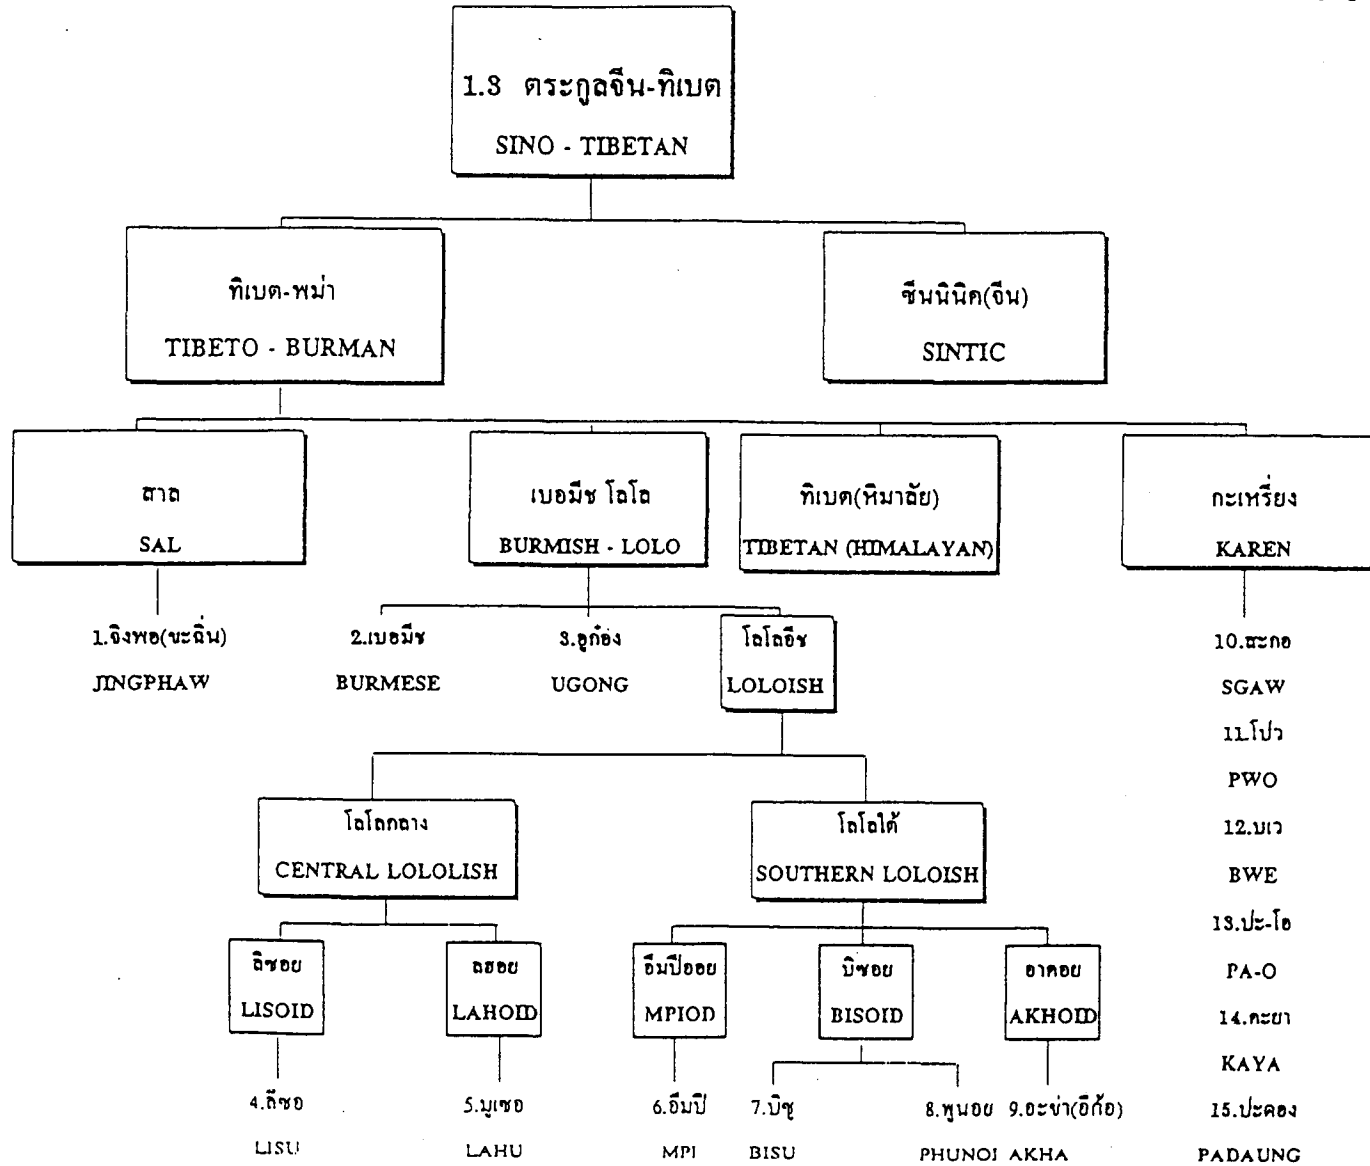 1.3 ตระกูลจีน-ทิเบต
SINO - TIBETAN
ทิเบต-พม่า
TIBETO - BURMAN
ซีนนินิค(จีน)
SINTIC
สาล
SAL
เบอมีช โลโล
BURMISH - LOLO
ทิเบต(หิมาลัย)
TIBETAN (HIMALAYAN)
กะเหรี่ยง
KAREN
1.จิงพอ(ขะฉิ่น)
JINGPHAW
2.เบอมีช
BURMESE
3.อูก๋อง
UGONG
โลโลอีช
LOLOISH
10.สะกอ
SGAW
11.โปว
PWO
12.บเว
BWE
13.ปะ-โอ
PA-O
14.คะยา
KAYA
15.ปะดอง
PADAUNG
โลโลกลาง
CENTRAL LOLOLISH
โลโลใต้
SOUTHERN LOLOISH
ลิซอย
LISOID
ลฮอย
LAHOID
อึมปีออย
MPIOD
บิซอย
BISOID
อาคอย
AKHOID
4.ลีซอ
LISU
5.มูเซอ
LAHU
6.อึมปี
MPI
7.บิซู
BISU
8.พูนอย
PHUNOI
9.อะข่า(อีก้อ)
AKHA